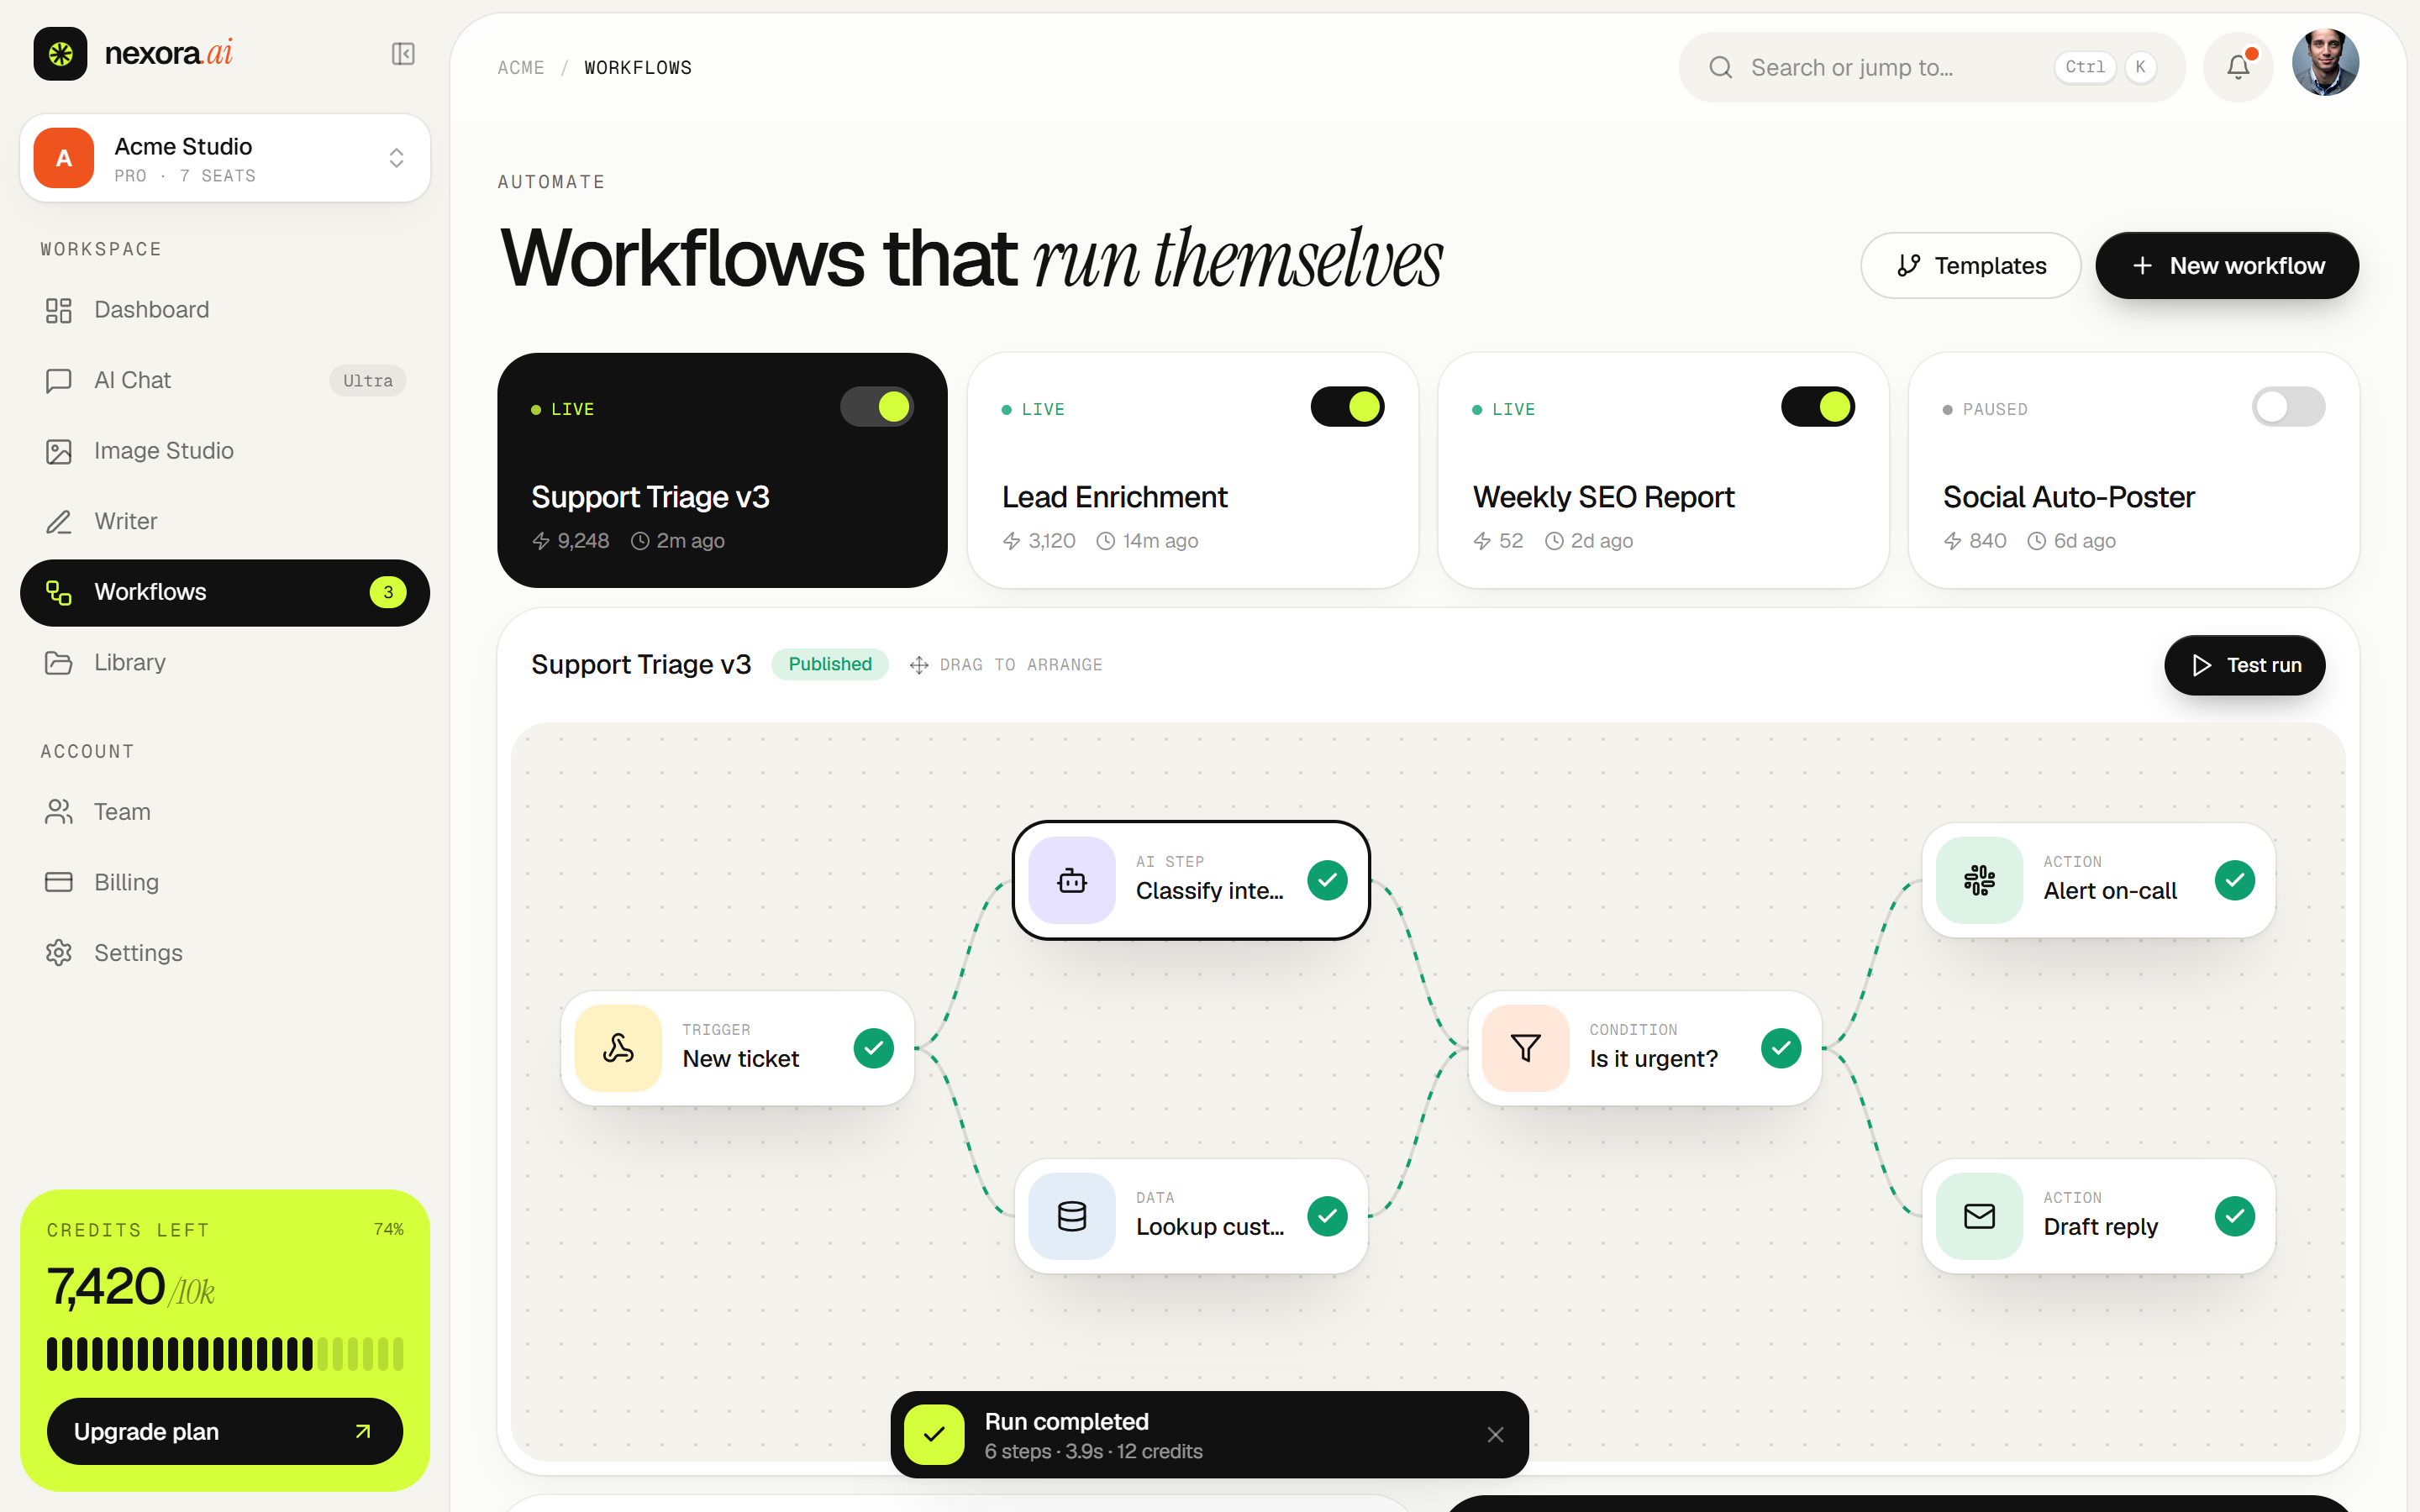 nexora.ai
A
Acme Studio
PRO · 7 SEATS
WORKSPACE
Dashboard
AI Chat
Ultra
Image Studio
Writer
Workflows
3
Library
ACCOUNT
Team
Billing
Settings
CREDITS LEFT
74%
7,420/10k
Upgrade plan
ACME / WORKFLOWS
Search or jump to...
Ctrl K
AUTOMATE
Workflows that run themselves
Templates
New workflow
LIVE
Support Triage v3
9,248 2m ago
LIVE
Lead Enrichment
3,120 14m ago
LIVE
Weekly SEO Report
52 2d ago
PAUSED
Social Auto-Poster
840 6d ago
Support Triage v3
Published
DRAG TO ARRANGE
Test run
TRIGGER
New ticket
AI STEP
Classify inte...
DATA
Lookup cust...
CONDITION
Is it urgent?
ACTION
Alert on-call
ACTION
Draft reply
Run completed
6 steps · 3.9s · 12 credits